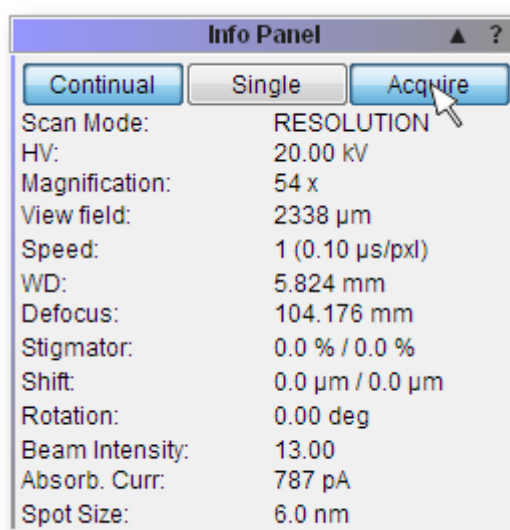 Info Panel ▲ ?
Continual Single Acquire
Scan Mode: RESOLUTION
HV: 20.00 kV
Magnification: 54 x
View field: 2338 µm
Speed: 1 (0.10 µs/pxl)
WD: 5.824 mm
Defocus: 104.176 mm
Stigmator: 0.0 % / 0.0 %
Shift: 0.0 µm / 0.0 µm
Rotation: 0.00 deg
Beam Intensity: 13.00
Absorb. Curr: 787 pA
Spot Size: 6.0 nm